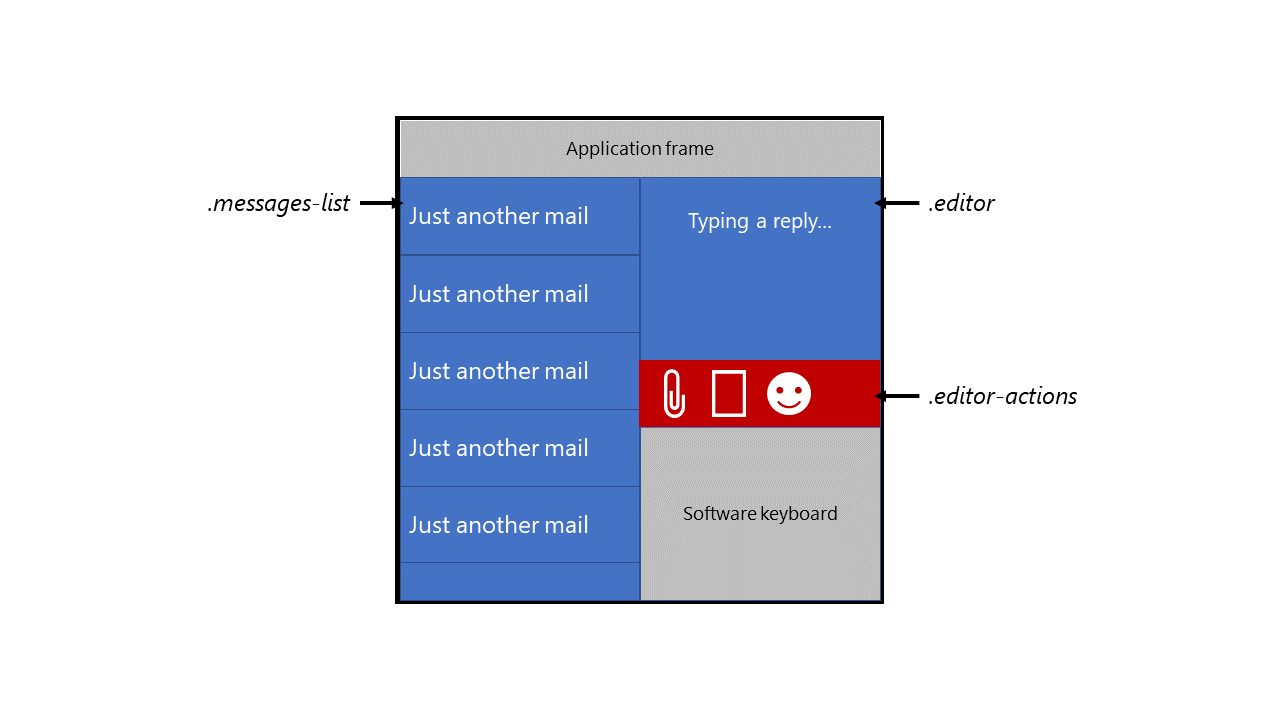 Application frame
.messages-list
Just another mail
Typing a reply...
.editor
Just another mail
Just another mail
.editor-actions
Just another mail
Just another mail
Software keyboard